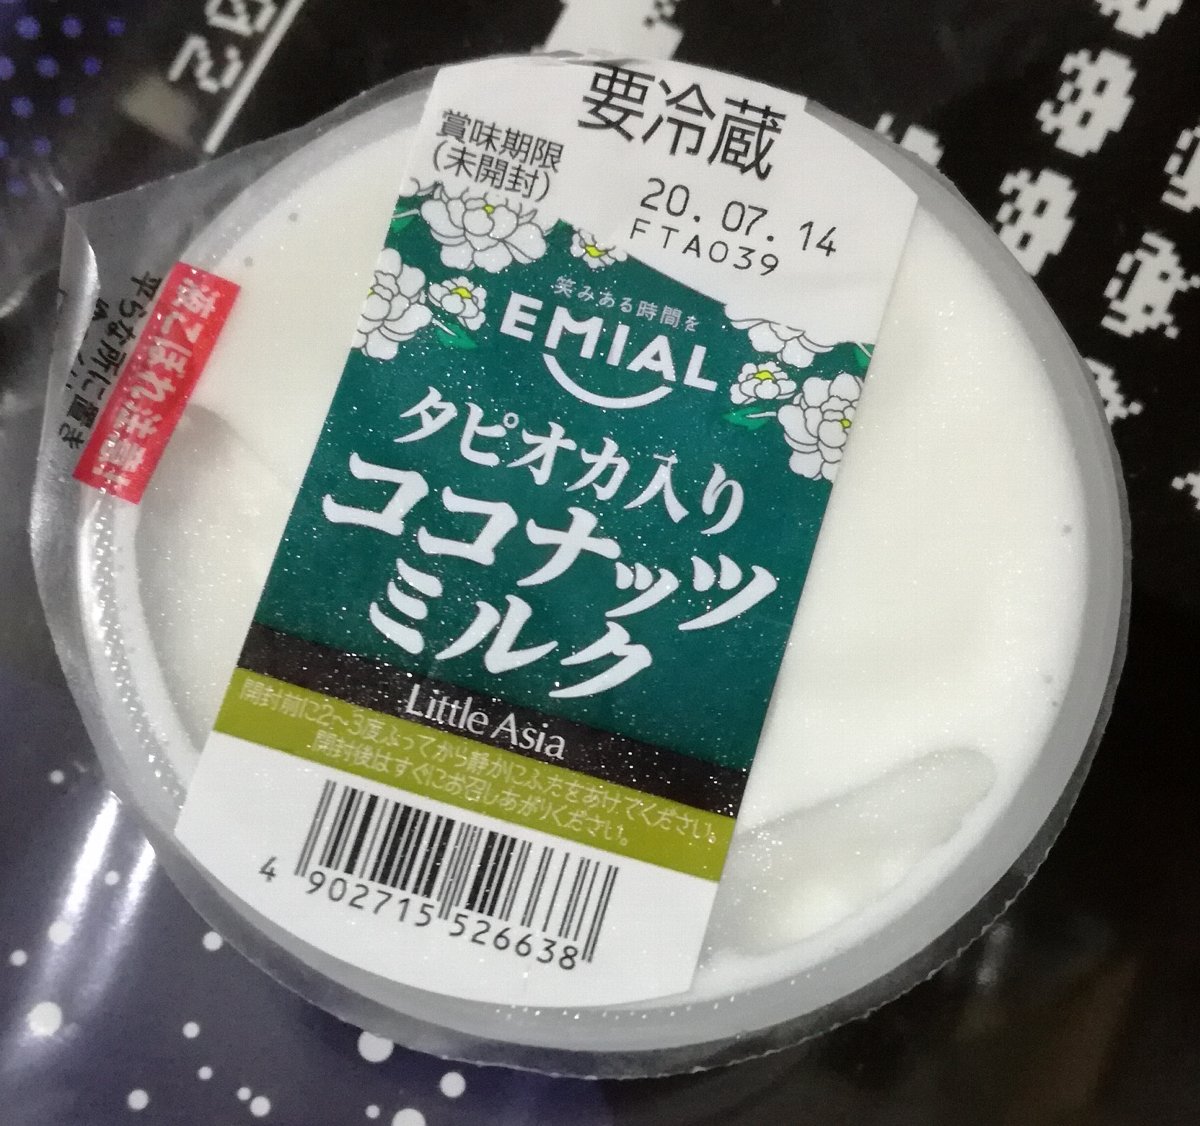 要冷蔵
賞味期限
(未開封)
20.07.14
FTA039
笑みある時間を
EMIAL
タピオカ入り
ココナッツ
ミルク
Little Asia
開封前に2~3度ふってから静かにふたをあけてください。
開封後はすぐにお召しあがりください。
4 902715 526638
液こぼれ注意
平らな所に置き